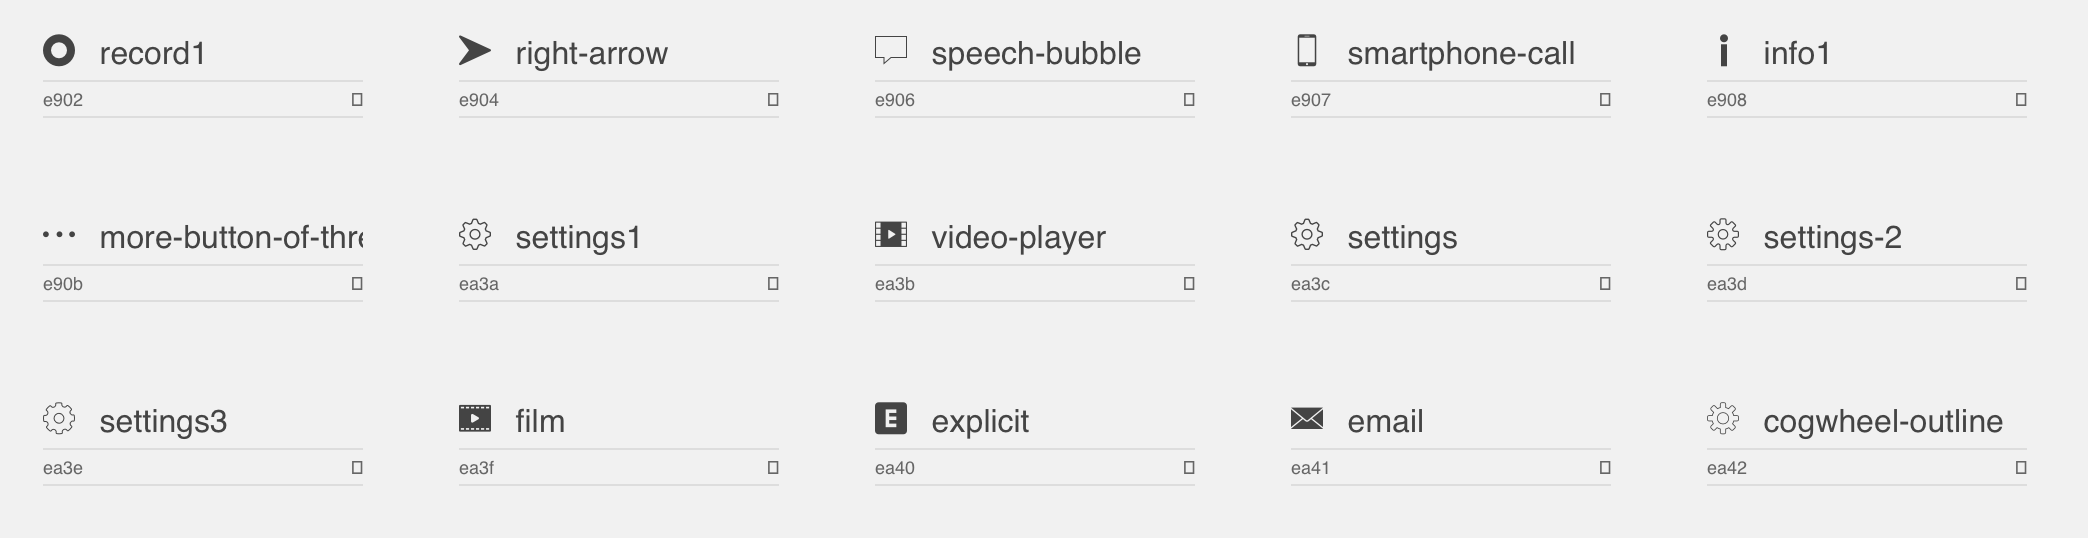 record1
right-arrow
speech-bubble
smartphone-call
info1
e902
e904
e906
e907
e908
more-button-of-thre
settings1
video-player
settings
settings-2
e90b
ea3a
ea3b
ea3c
ea3d
settings3
film
E explicit
email
cogwheel-outline
ea3e
ea3f
ea40
ea41
ea42